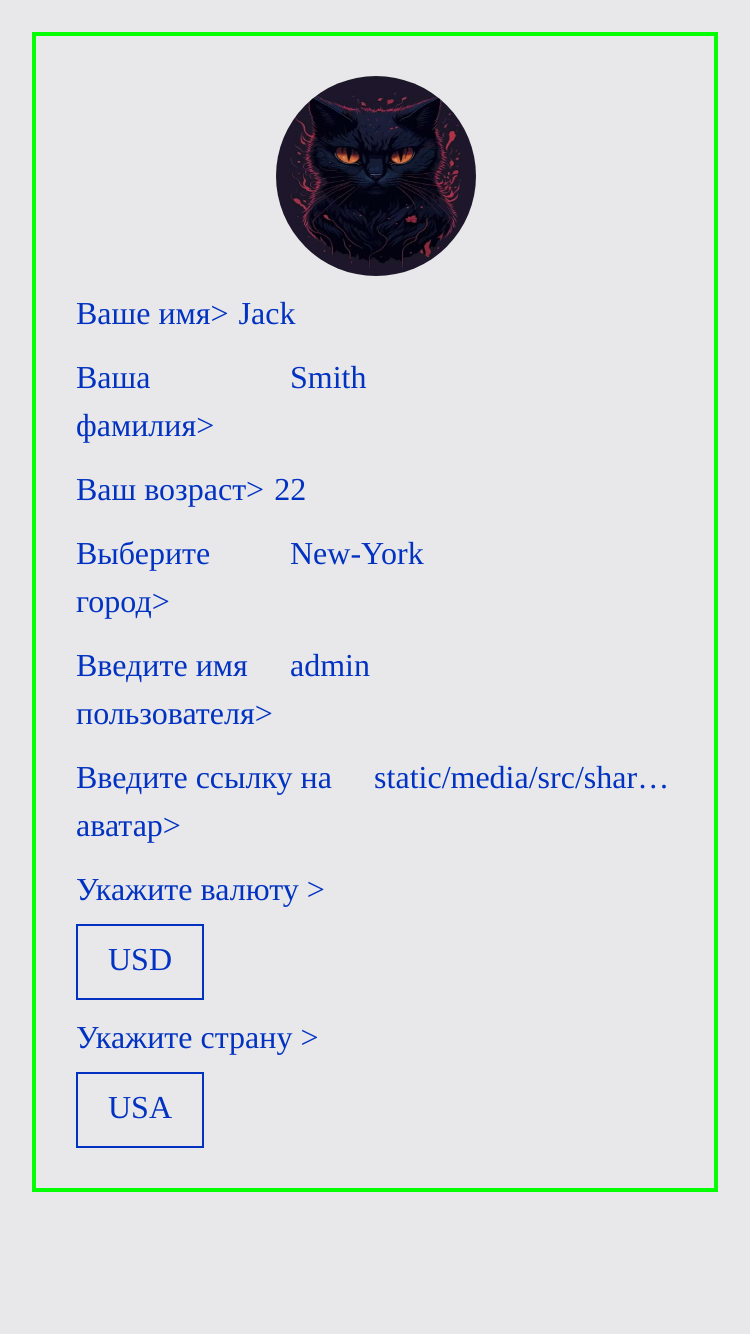 Ваше имя> Jack
Ваша Smith
фамилия>
Ваш возраст> 22
Выберите New-York
город>
Введите имя admin
пользователя>
Введите ссылку на static/media/src/shar…
аватар>
Укажите валюту >
USD
Укажите страну >
USA